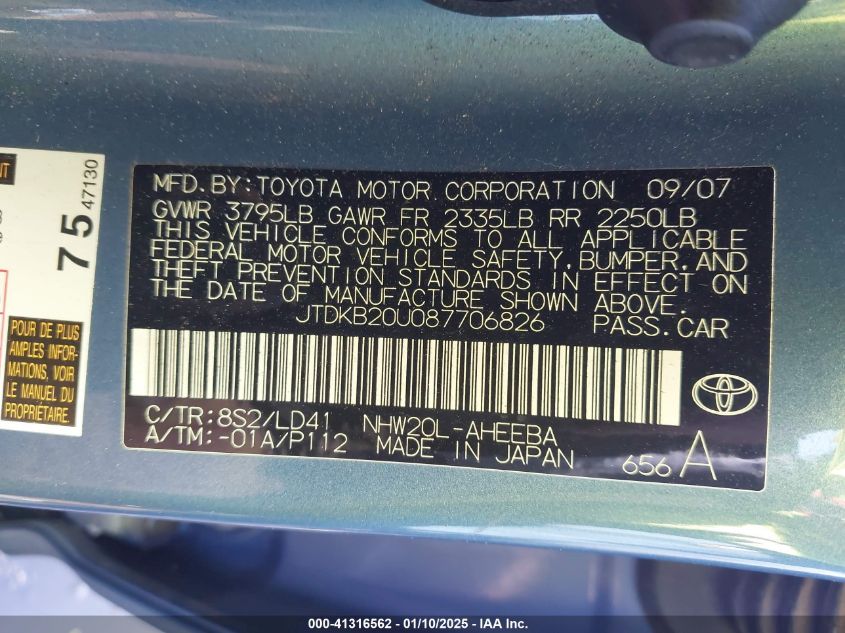 NT
75
47130
POUR DE PLUS
AMPLES INFOR-
MATIONS, VOIR
LE MANUEL DU
PROPRIÉTAIRE.
MFD. BY: TOYOTA MOTOR CORPORATION 09/07
GVWR 3795LB GAWR FR 2335LB RR 2250LB
THIS VEHICLE CONFORMS TO ALL APPLICABLE
FEDERAL MOTOR VEHICLE SAFETY, BUMPER, AND
THEFT PREVENTION STANDARDS IN EFFECT ON
THE DATE OF MANUFACTURE SHOWN ABOVE.
JTDKB20U087706826 PASS. CAR
C/TR: 8S2/LD41 NHW20L-AHEEBA
A/TM: -01A/P112 MADE IN JAPAN 656 A
000-41316562 - 01/10/2025 - IAA Inc.